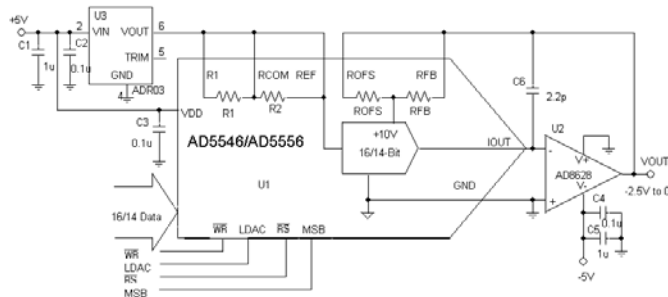 +5V
C1
1u
C2
0.1u
U3
2
VIN
VOUT
6
TRIM
5
GND
4
ADR03
C3
0.1u
VDD
R1
RCOM
REF
R1
R2
ROFS
RFB
ROFS
RFB
C6
2.2p
AD5546/AD5556
+10V
16/14-Bit
IOUT
GND
U1
U2
-
+
V+
AD8628
V-
VOUT
-2.5V to 0
C4
0.1u
C5
1u
-5V
16/14 Data
WR
LDAC
RS
MSB
WR
LDAC
RS
MSB